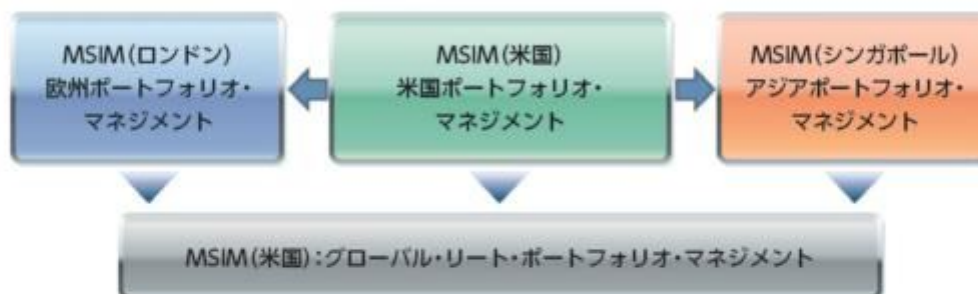 MSIM(ロンドン)
欧州ポートフォリオ・
マネジメント
MSIM(米国)
米国ポートフォリオ・
マネジメント
MSIM(シンガポール)
アジアポートフォリオ・
マネジメント
MSIM(米国):グローバル・リート・ポートフォリオ・マネジメント